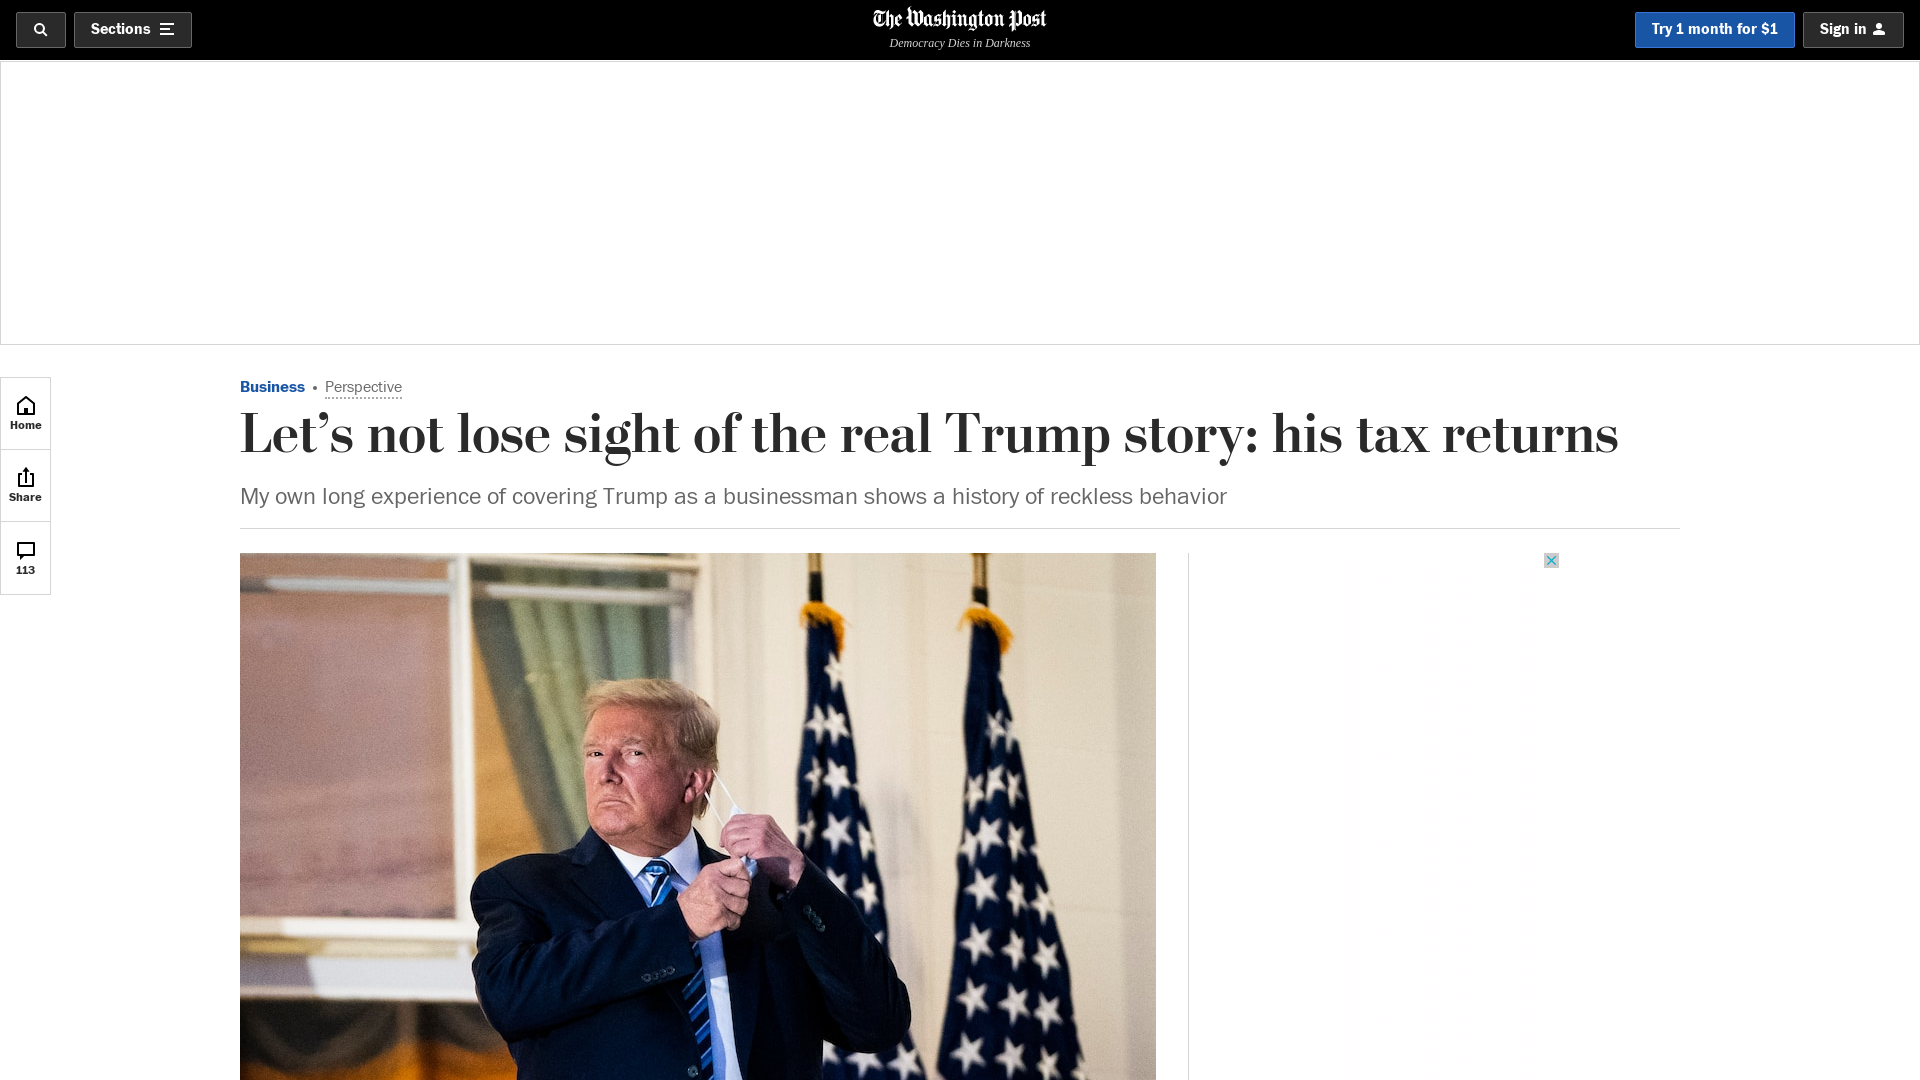 Sections
The Washington Post
Democracy Dies in Darkness
Try 1 month for $1
Sign in
Home
Share
113
Business • Perspective
Let’s not lose sight of the real Trump story: his tax returns
My own long experience of covering Trump as a businessman shows a history of reckless behavior